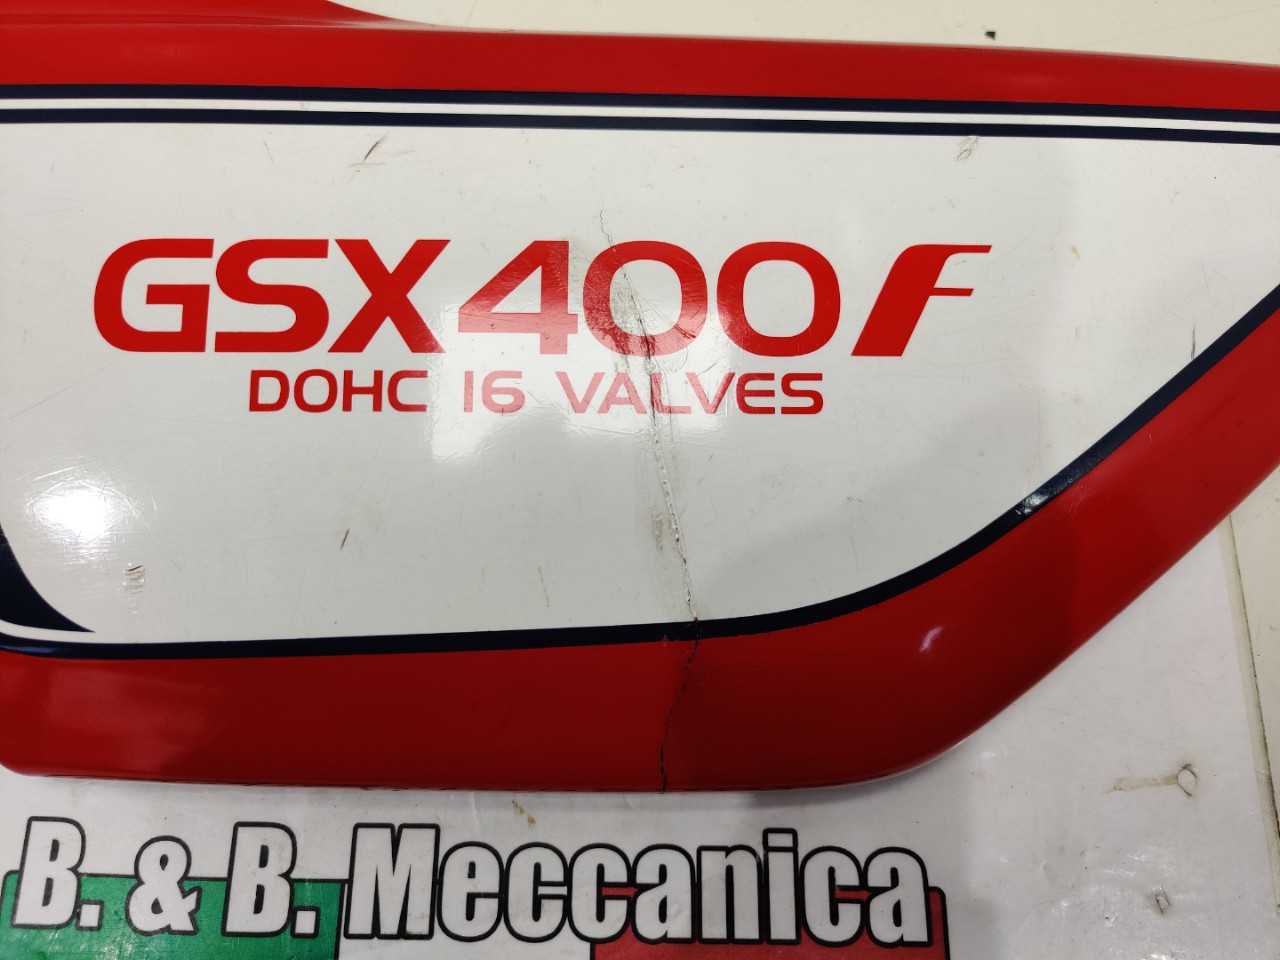 GSX400F
DOHC 16 VALVES
B. & B. Meccanica